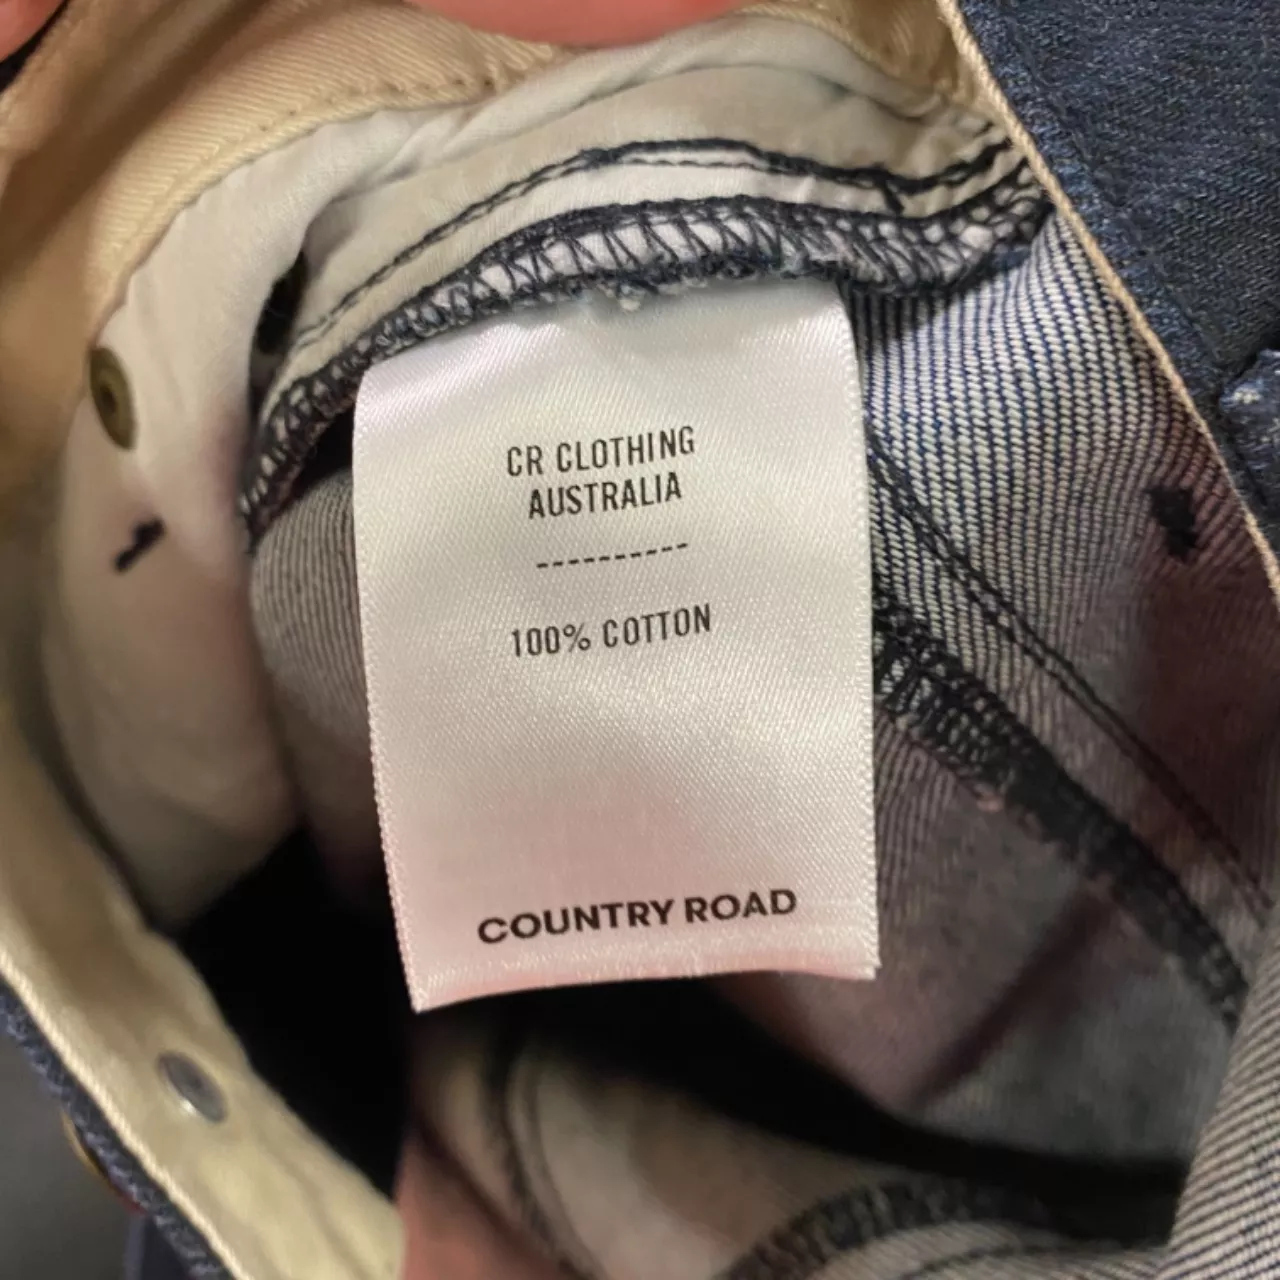 CR CLOTHING
AUSTRALIA
----------
100% COTTON
COUNTRY ROAD